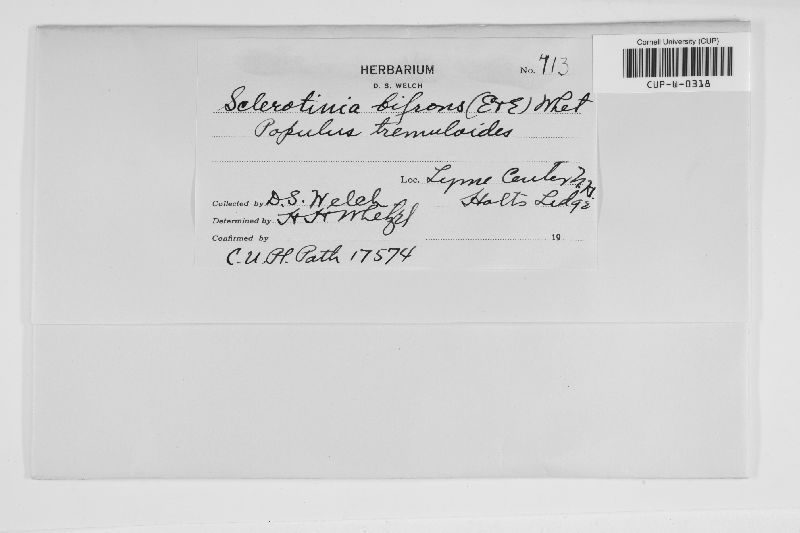 Cornell University (CUP)
CUP-W-0318
HERBARIUM
D. S. WELCH
No. 713
Sclerotinia bifrons (E+E) Whet
Populus tremuloides
Loc. Lyme Center N.H.
Holts Ledge
Collected by D.S. Welch
Determined by H H Whetzel
Confirmed by 19
C.U.Pl. Path 17574